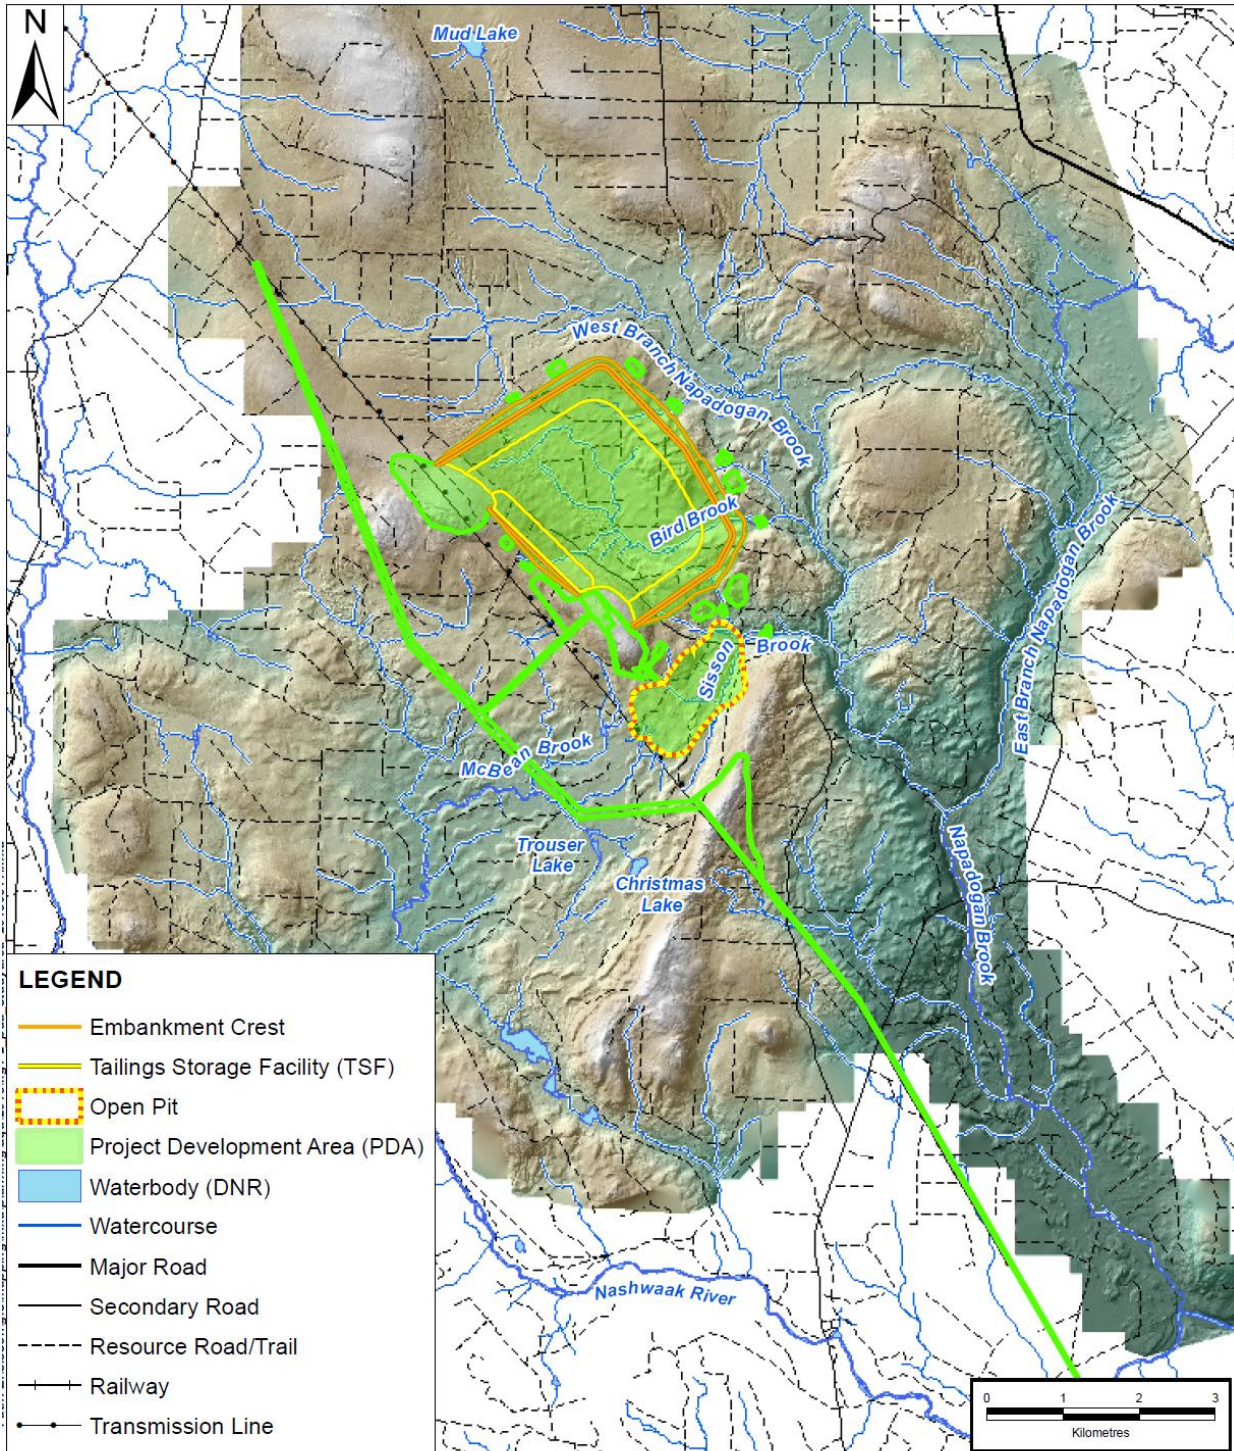 N
Mud Lake
West Branch Napadogan Brook
Bird Brook
East Branch Napadogan Brook
Sisson
Brook
McBean Brook
Trouser
Lake
Christmas
Lake
Napadogan Brook
Nashwaak River
LEGEND
Embankment Crest
Tailings Storage Facility (TSF)
Open Pit
Project Development Area (PDA)
Waterbody (DNR)
Watercourse
Major Road
Secondary Road
Resource Road/Trail
Railway
Transmission Line
0 1 2 3
Kilometres